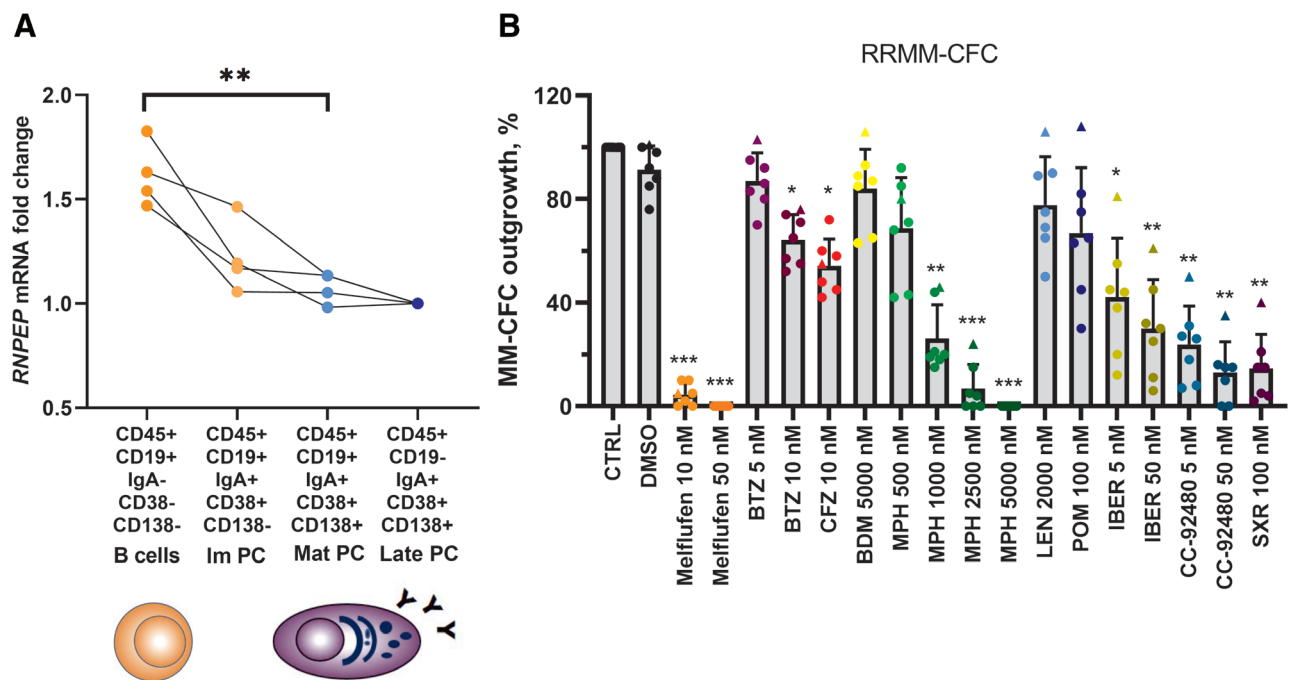 A
**
RNPEP mRNA fold change
2.0
1.5
1.0
0.5
CD45+
CD19+
IgA-
CD38-
CD138-
B cells
CD45+
CD19+
IgA+
CD38+
CD138-
Im PC
CD45+
CD19+
IgA+
CD38+
CD138+
Mat PC
CD45+
CD19-
IgA+
CD38+
CD138+
Late PC
B
RRMM-CFC
MM-CFC outgrowth, %
120
80
40
0
***
***
*
*
**
***
***
*
**
**
**
**
CTRL
DMSO
Melflufen 10 nM
Melflufen 50 nM
BTZ 5 nM
BTZ 10 nM
CFZ 10 nM
BDM 5000 nM
MPH 500 nM
MPH 1000 nM
MPH 2500 nM
MPH 5000 nM
LEN 2000 nM
POM 100 nM
IBER 5 nM
IBER 50 nM
CC-92480 5 nM
CC-92480 50 nM
SXR 100 nM